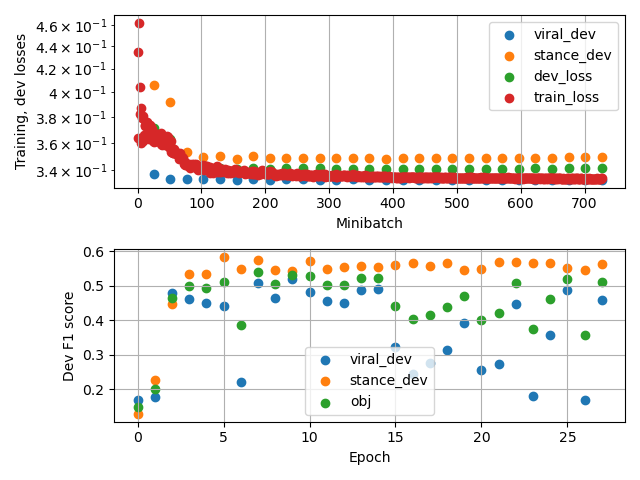 4.6 × 10⁻¹
4.4 × 10⁻¹
4.2 × 10⁻¹
4 × 10⁻¹
3.8 × 10⁻¹
3.6 × 10⁻¹
3.4 × 10⁻¹
Training, dev losses
viral_dev
stance_dev
dev_loss
train_loss
0 100 200 300 400 500 600 700
Minibatch
0.6
0.5
0.4
0.3
0.2
Dev F1 score
viral_dev
stance_dev
obj
0 5 10 15 20 25
Epoch